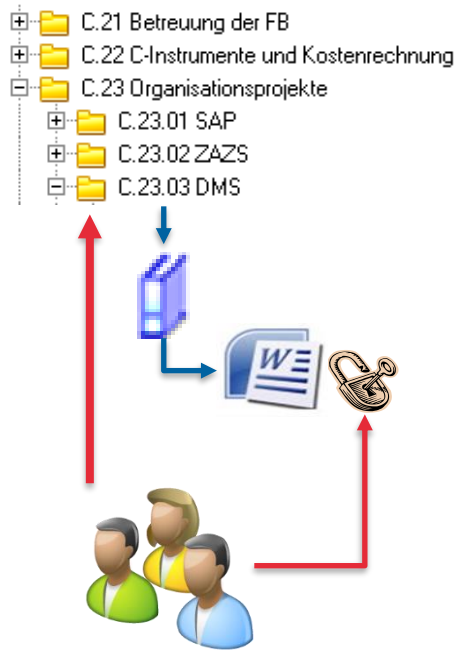 C.21 Betreuung der FB
C.22 C-Instrumente und Kostenrechnung
C.23 Organisationsprojekte
C.23.01 SAP
C.23.02 ZAZS
C.23.03 DMS
W